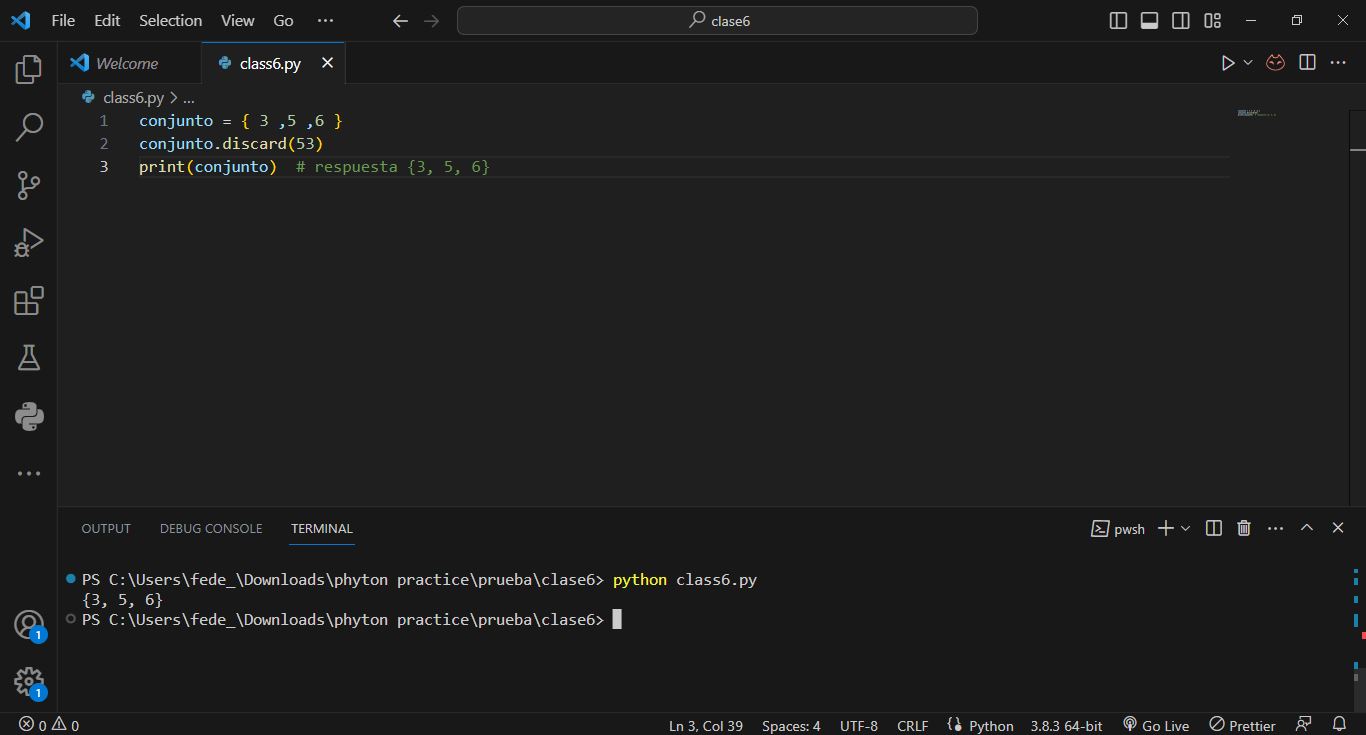 File Edit Selection View Go ···
clase6
Welcome
class6.py
class6.py > ...
1 conjunto = { 3 ,5 ,6 }
2 conjunto.discard(53)
3 print(conjunto)  # respuesta {3, 5, 6}
OUTPUT DEBUG CONSOLE TERMINAL
pwsh
PS C:\Users\fede_\Downloads\phyton practice\prueba\clase6> python class6.py
{3, 5, 6}
PS C:\Users\fede_\Downloads\phyton practice\prueba\clase6>
1
1
0 0
Ln 3, Col 39 Spaces: 4 UTF-8 CRLF Python 3.8.3 64-bit Go Live Prettier